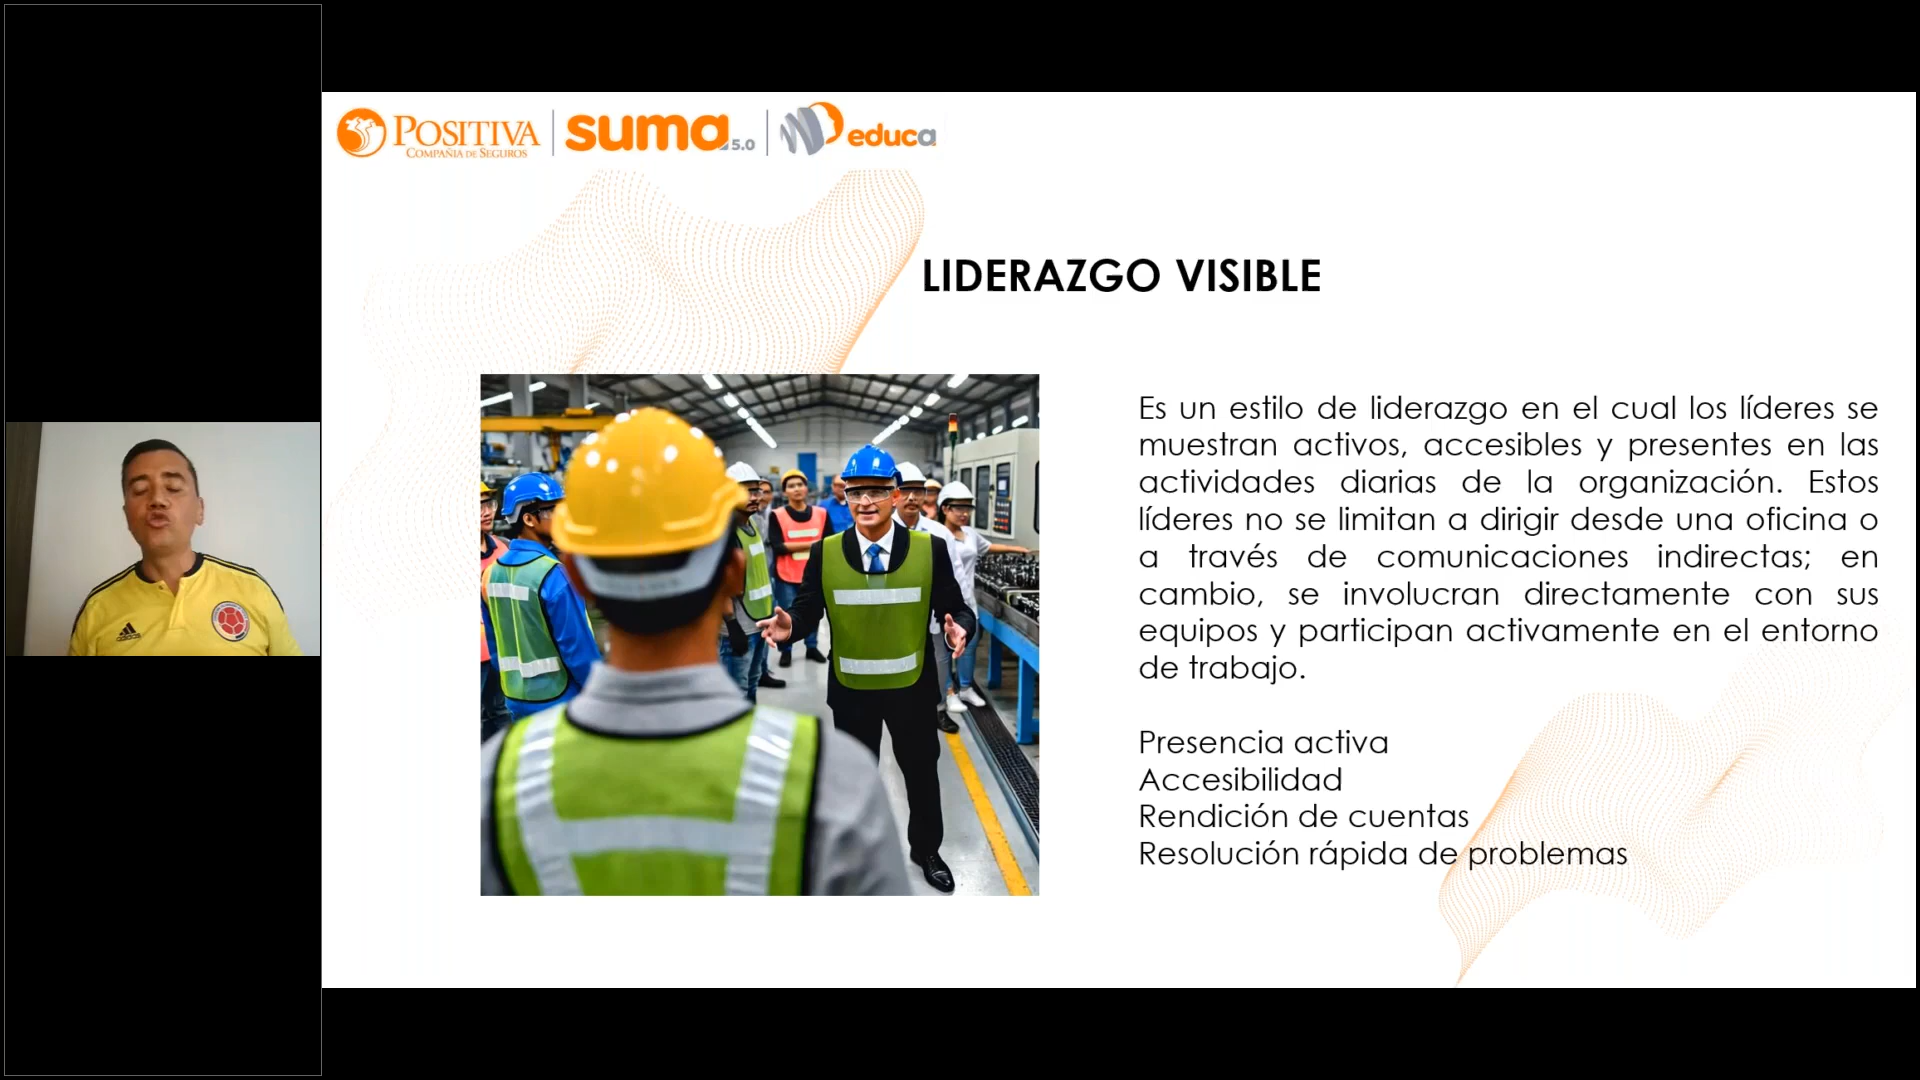 POSITIVA
COMPAÑIA DE SEGUROS
suma 5.0
educa
LIDERAZGO VISIBLE
Es un estilo de liderazgo en el cual los líderes se
muestran activos, accesibles y presentes en las
actividades diarias de la organización. Estos
líderes no se limitan a dirigir desde una oficina o
a través de comunicaciones indirectas; en
cambio, se involucran directamente con sus
equipos y participan activamente en el entorno
de trabajo.
Presencia activa
Accesibilidad
Rendición de cuentas
Resolución rápida de problemas
adidas